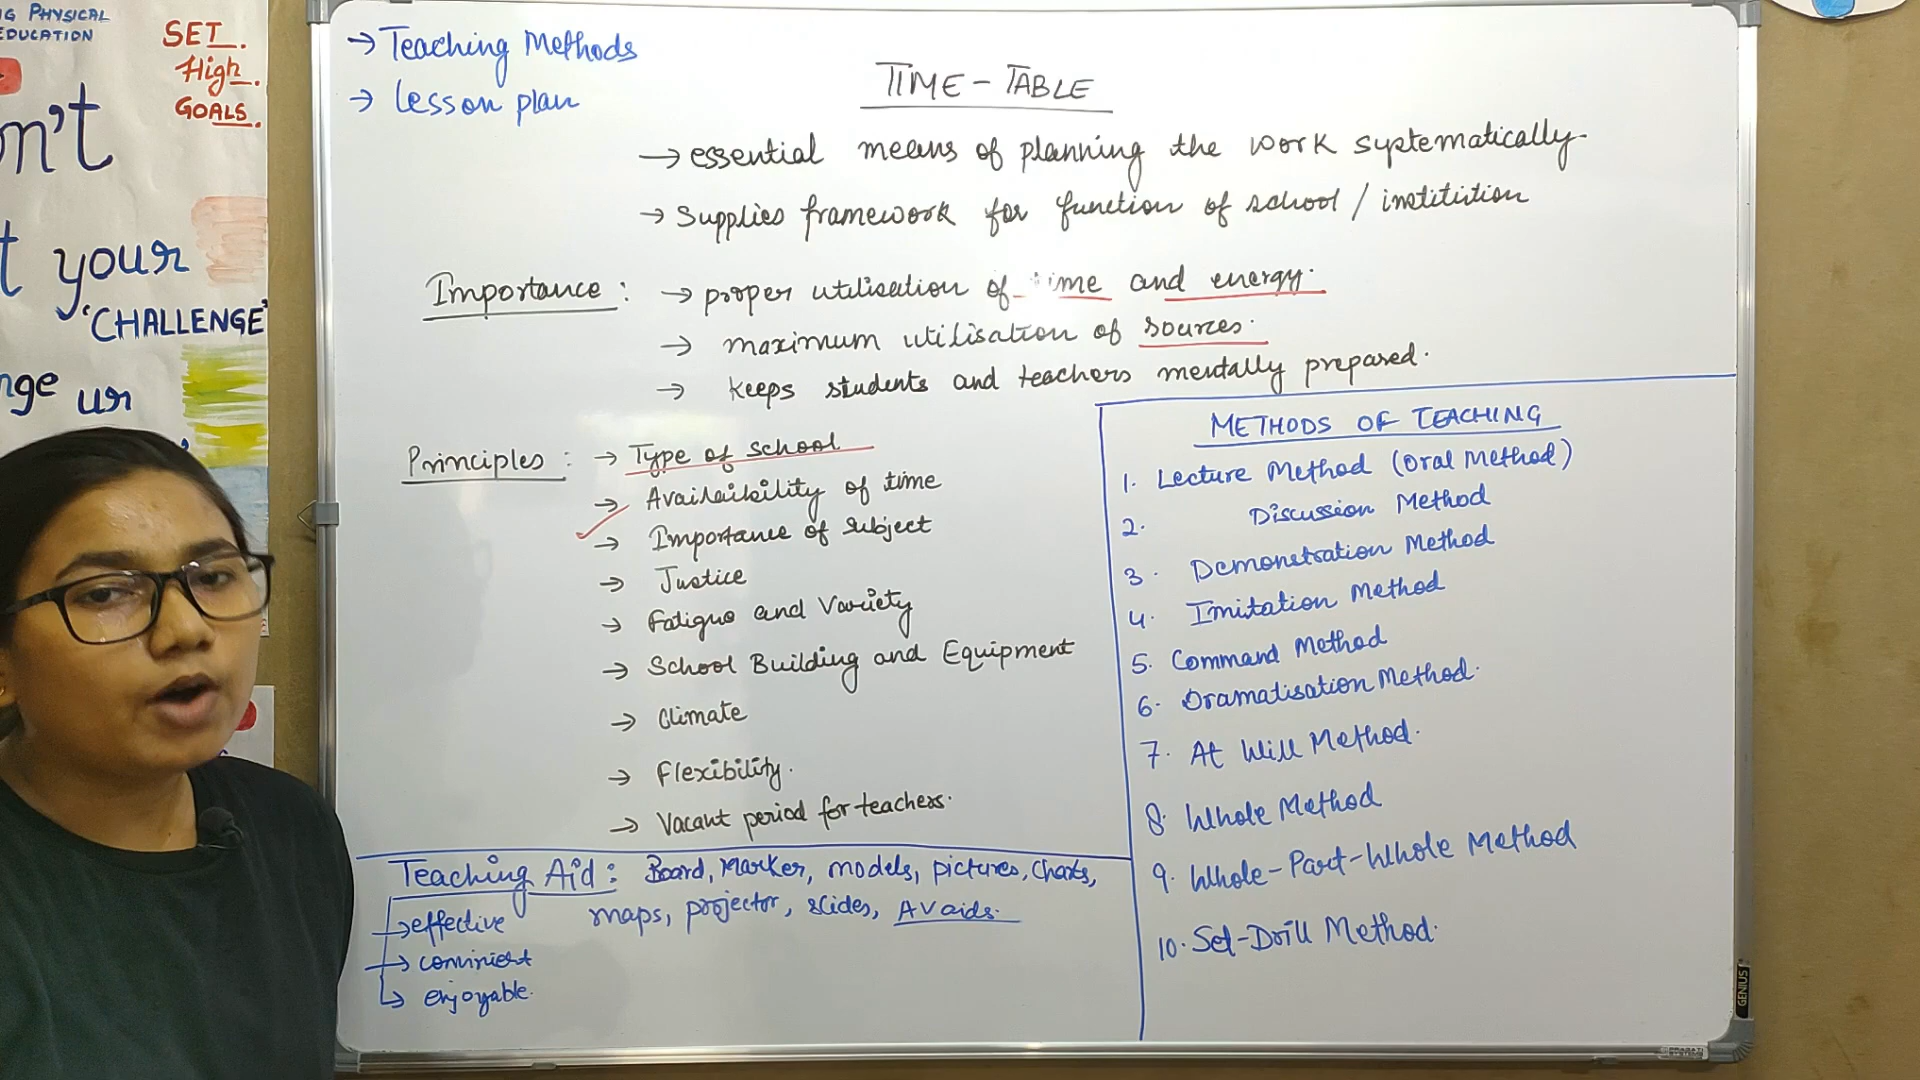 G PHYSICAL
EDUCATION
SET
High
GOALS
n't
t your
'CHALLENGE'
nge ur
→ Teaching Methods
→ Lesson plan
TIME - TABLE
→ essential means of planning the work systematically.
→ Supplies framework for function of school / institution
Importance : → proper utilisation of time and energy.
→ maximum utilisation of sources.
→ keeps students and teachers mentally prepared.
Principles : → Type of school
→ Availaibility of time
→ Importance of subject
→ Justice
→ Fatigue and Variety
→ School Building and Equipment
→ Climate
→ Flexibility.
→ Vacant period for teachers.
Teaching Aid : Board, Marker, models, pictures, Charts,
maps, projector, slides, AV aids.
→ effective
→ convinient
→ enjoyable.
METHODS OF TEACHING
1. Lecture Method (Oral Method)
2. Discussion Method
3. Demonstration Method
4. Imitation Method
5. Command Method
6. Dramatisation Method.
7. At Will Method.
8. Whole Method
9. Whole-Part-Whole Method
10. Set-Drill Method.
GENIUS